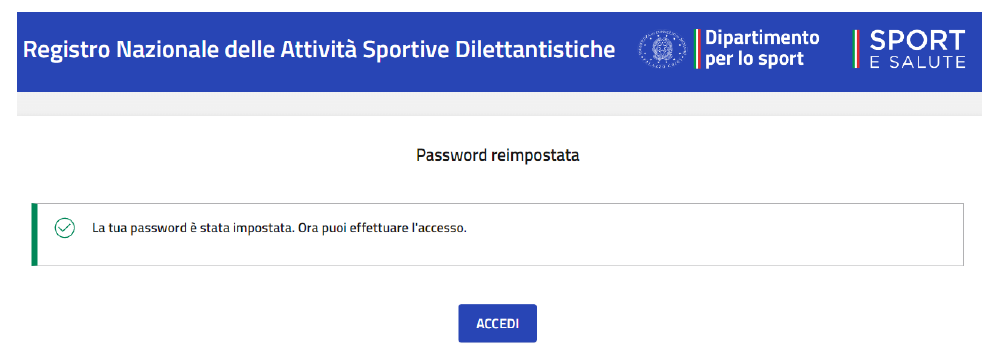 Registro Nazionale delle Attività Sportive Dilettantistiche
Dipartimento
per lo sport
SPORT
E SALUTE
Password reimpostata
La tua password è stata impostata. Ora puoi effettuare l'accesso.
ACCEDI